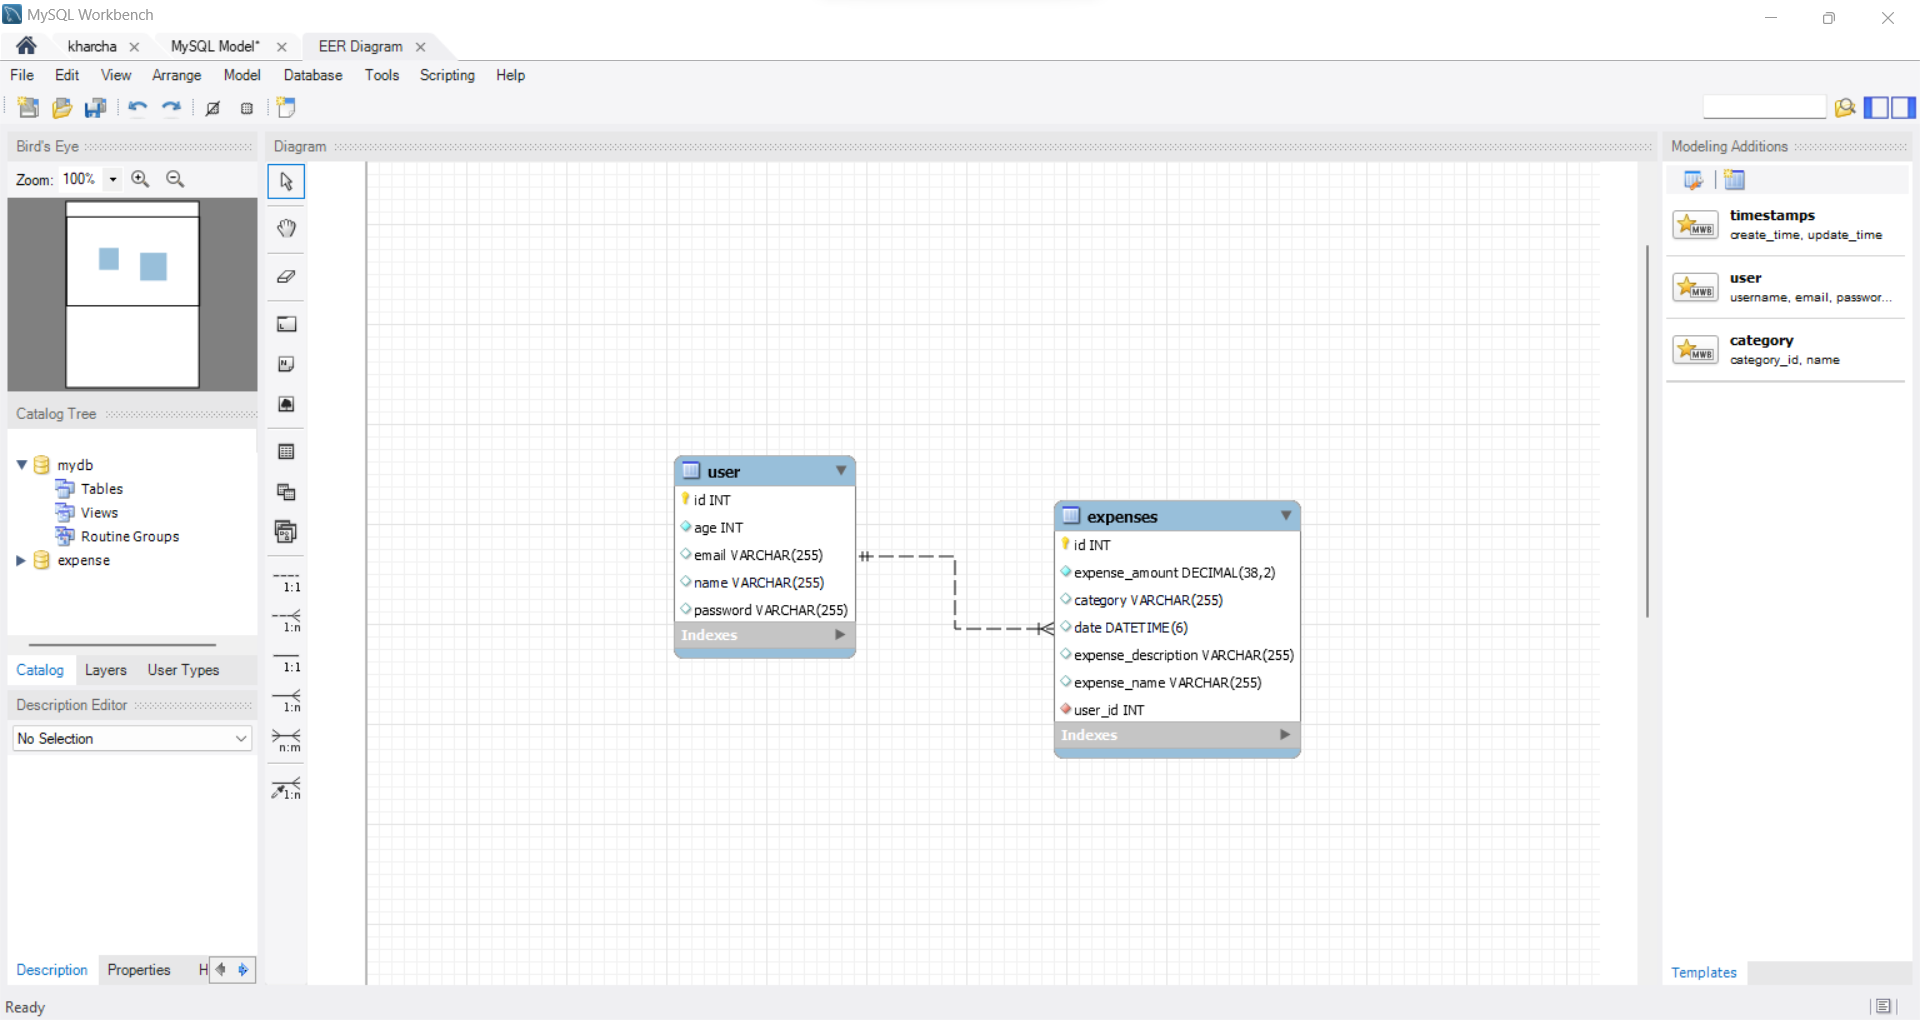 MySQL Workbench
kharcha
MySQL Model*
EER Diagram
File Edit View Arrange Model Database Tools Scripting Help
Bird's Eye
Zoom: 100%
Catalog Tree
mydb
Tables
Views
Routine Groups
expense
Catalog Layers User Types
Description Editor
No Selection
Description Properties H
Diagram
1:1
1:n
1:1
1:n
n:m
1:n
user
id INT
age INT
email VARCHAR(255)
name VARCHAR(255)
password VARCHAR(255)
Indexes
expenses
id INT
expense_amount DECIMAL(38,2)
category VARCHAR(255)
date DATETIME(6)
expense_description VARCHAR(255)
expense_name VARCHAR(255)
user_id INT
Indexes
Modeling Additions
MWB
timestamps
create_time, update_time
MWB
user
username, email, passwor...
MWB
category
category_id, name
Templates
Ready